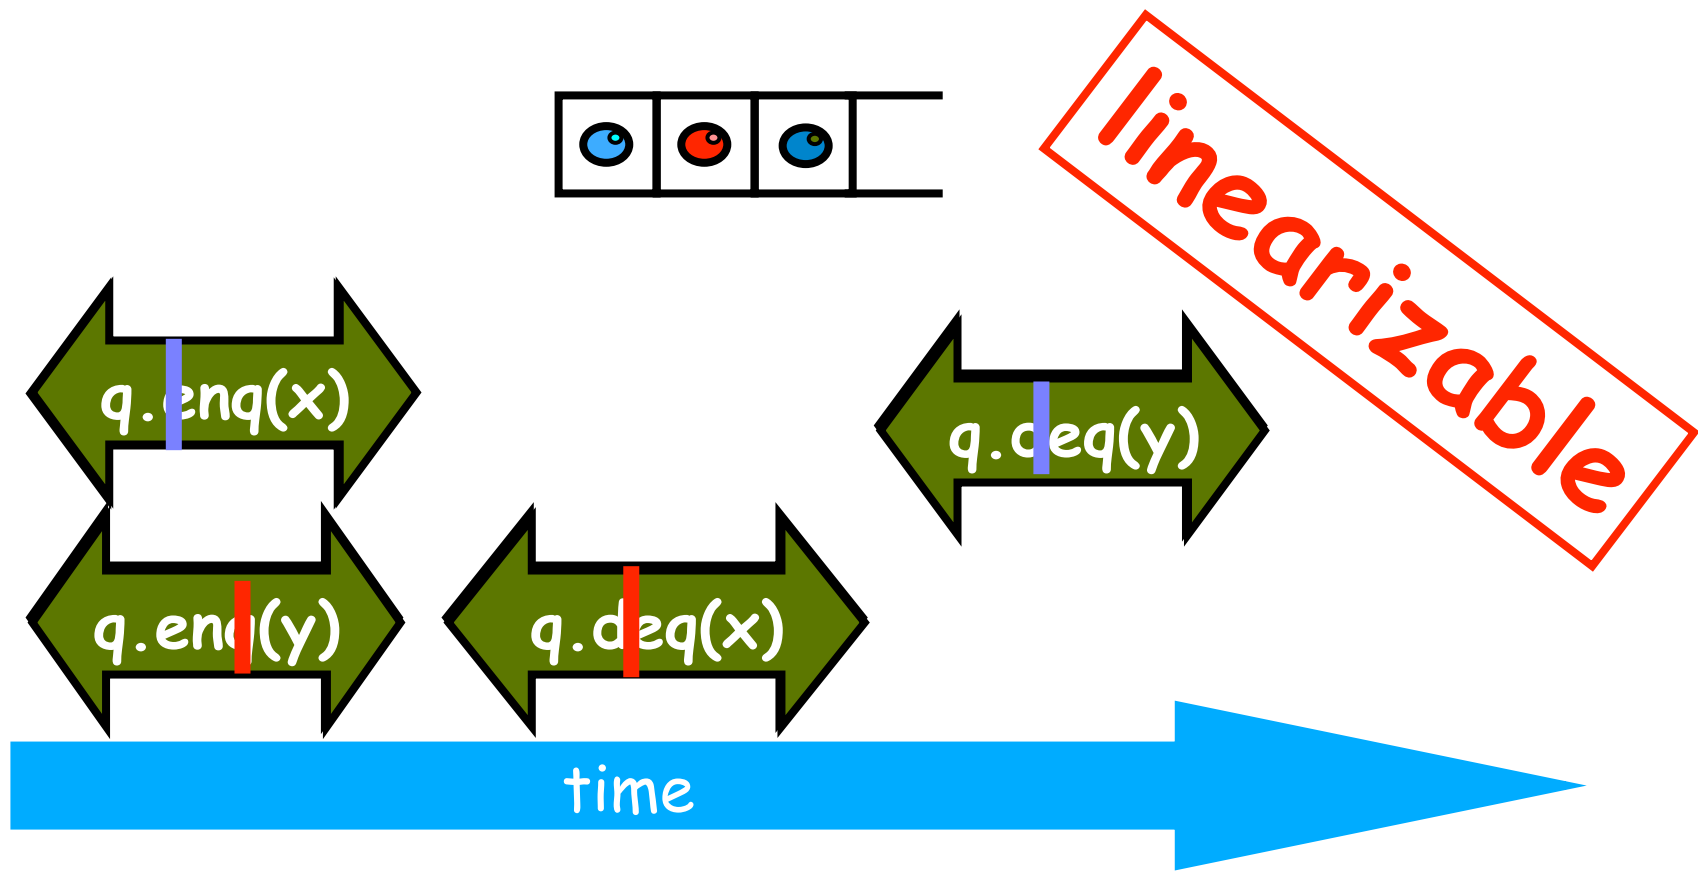 linearizable
q.enq(x)
q.deq(y)
q.enq(y)
q.deq(x)
time